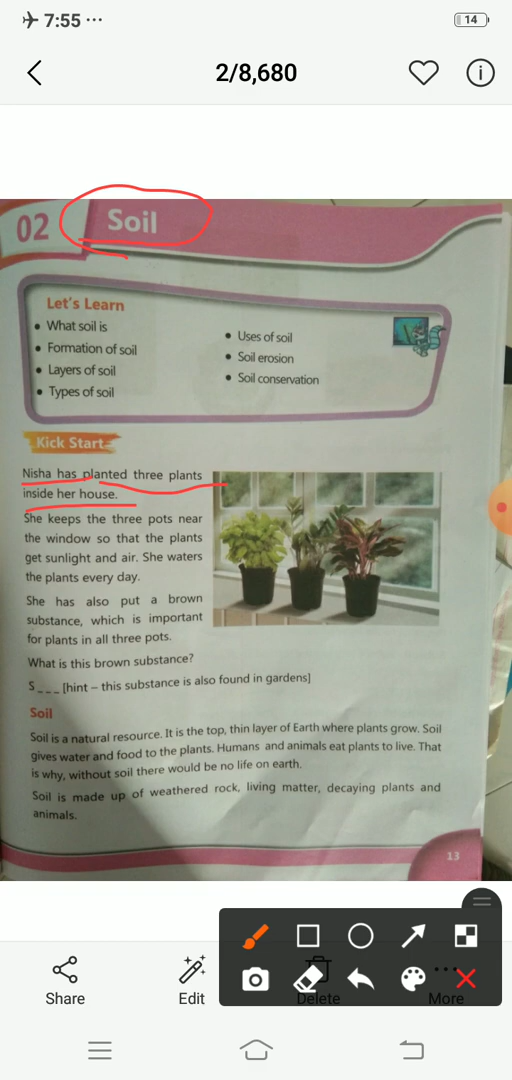 7:55 ...
14
2/8,680
02
Soil
Let's Learn
• What soil is
• Formation of soil
• Layers of soil
• Types of soil
• Uses of soil
• Soil erosion
• Soil conservation
Kick Start
Nisha has planted three plants
inside her house.
She keeps the three pots near
the window so that the plants
get sunlight and air. She waters
the plants every day.
She has also put a brown
substance, which is important
for plants in all three pots.
What is this brown substance?
S _ _ _ [hint – this substance is also found in gardens]
Soil
Soil is a natural resource. It is the top, thin layer of Earth where plants grow. Soil
gives water and food to the plants. Humans and animals eat plants to live. That
is why, without soil there would be no life on earth.
Soil is made up of weathered rock, living matter, decaying plants and
animals.
13
Share
Edit
Delete
More